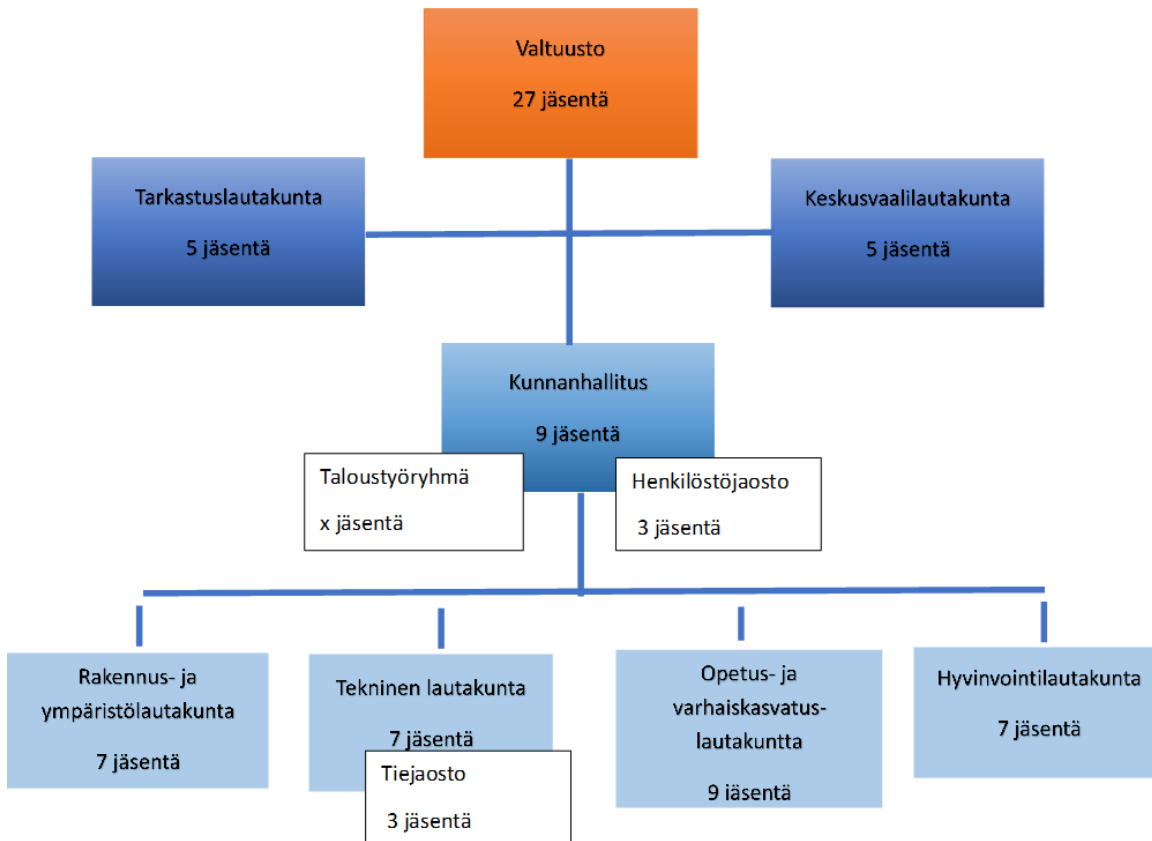 Valtuusto
27 jäsentä
Tarkastuslautakunta
5 jäsentä
Keskusvaalilautakunta
5 jäsentä
Kunnanhallitus
9 jäsentä
Taloustyöryhmä
x jäsentä
Henkilöstöjaosto
3 jäsentä
Rakennus- ja
ympäristölautakunta
7 jäsentä
Tekninen lautakunta
7 jäsentä
Tiejaosto
3 jäsentä
Opetus- ja
varhaiskasvatus-
lautakuntta
9 jäsentä
Hyvinvointilautakunta
7 jäsentä